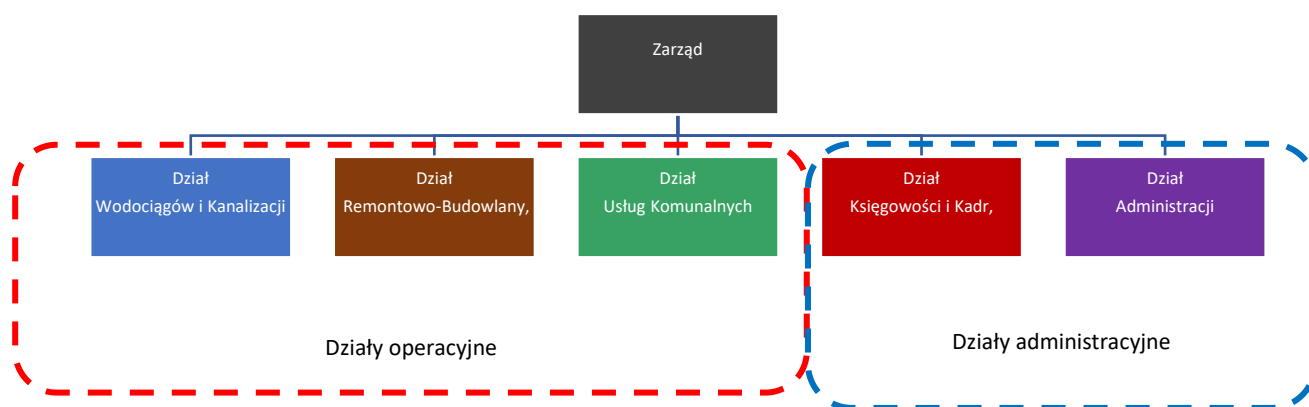 Zarząd
Dział
Wodociągów i Kanalizacji
Dział
Remontowo-Budowlany,
Dział
Usług Komunalnych
Dział
Księgowości i Kadr,
Dział
Administracji
Działy operacyjne
Działy administracyjne